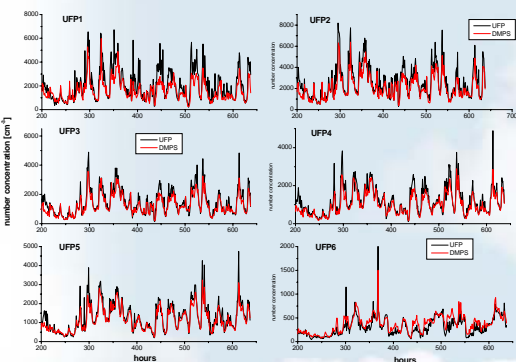 UFP1
8000
6000
4000
2000
0
200 300 400 500 600
UFP2
UFP
DMPS
number concentration
8000
6000
4000
2000
0
200 300 400 500 600 700
number concentration [cm-3]
UFP3
UFP
DMPS
6000
4000
2000
0
200 300 400 500 600
UFP4
number concentration
4000
2000
0
200 300 400 500 600
UFP5
5000
4000
3000
2000
1000
0
200 300 400 500 600
hours
UFP6
UFP
DMPS
number concentration
2000
1500
1000
500
0
200 300 400 500 600
hours